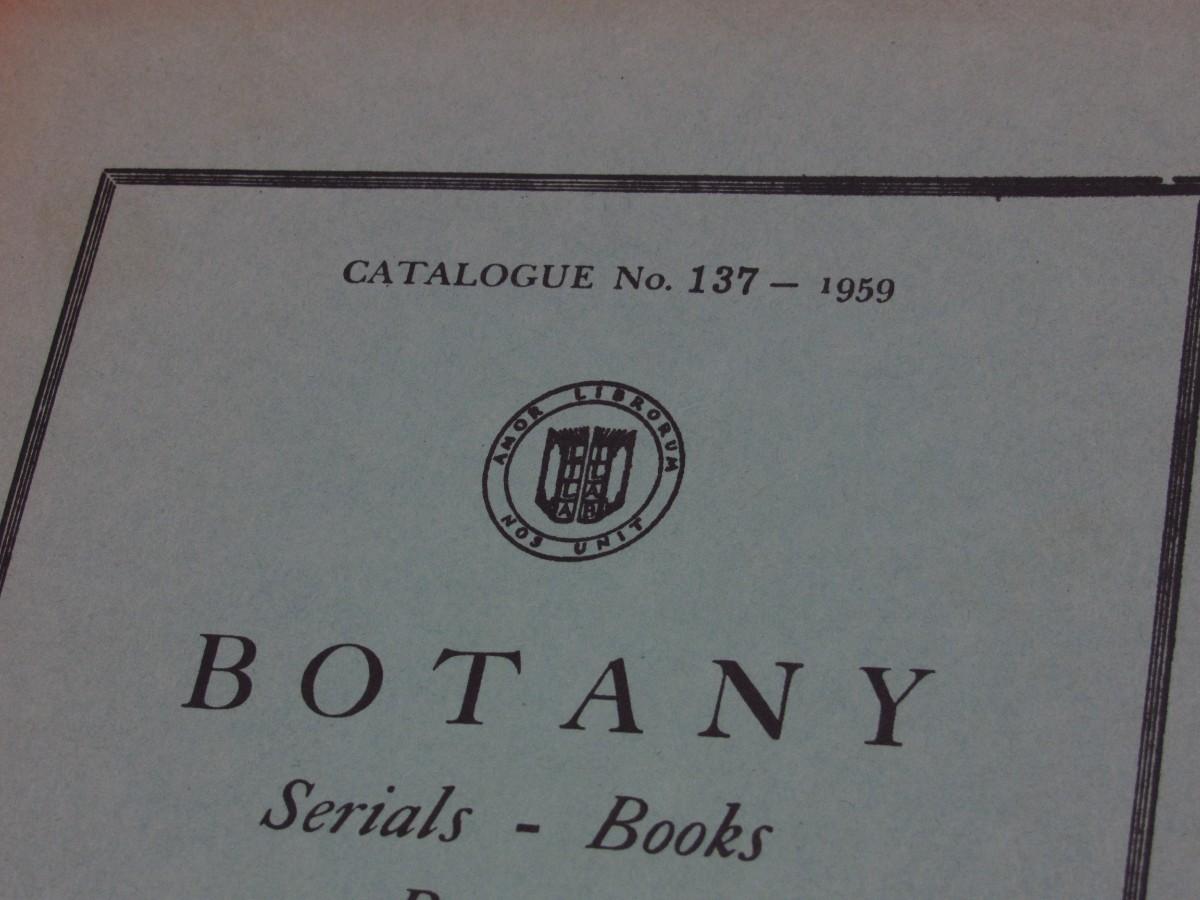 CATALOGUE No. 137 – 1959
AMOR LIBRORUM
NOS UNIT
I I
L L
L A
A B
BOTANY
Serials - Books